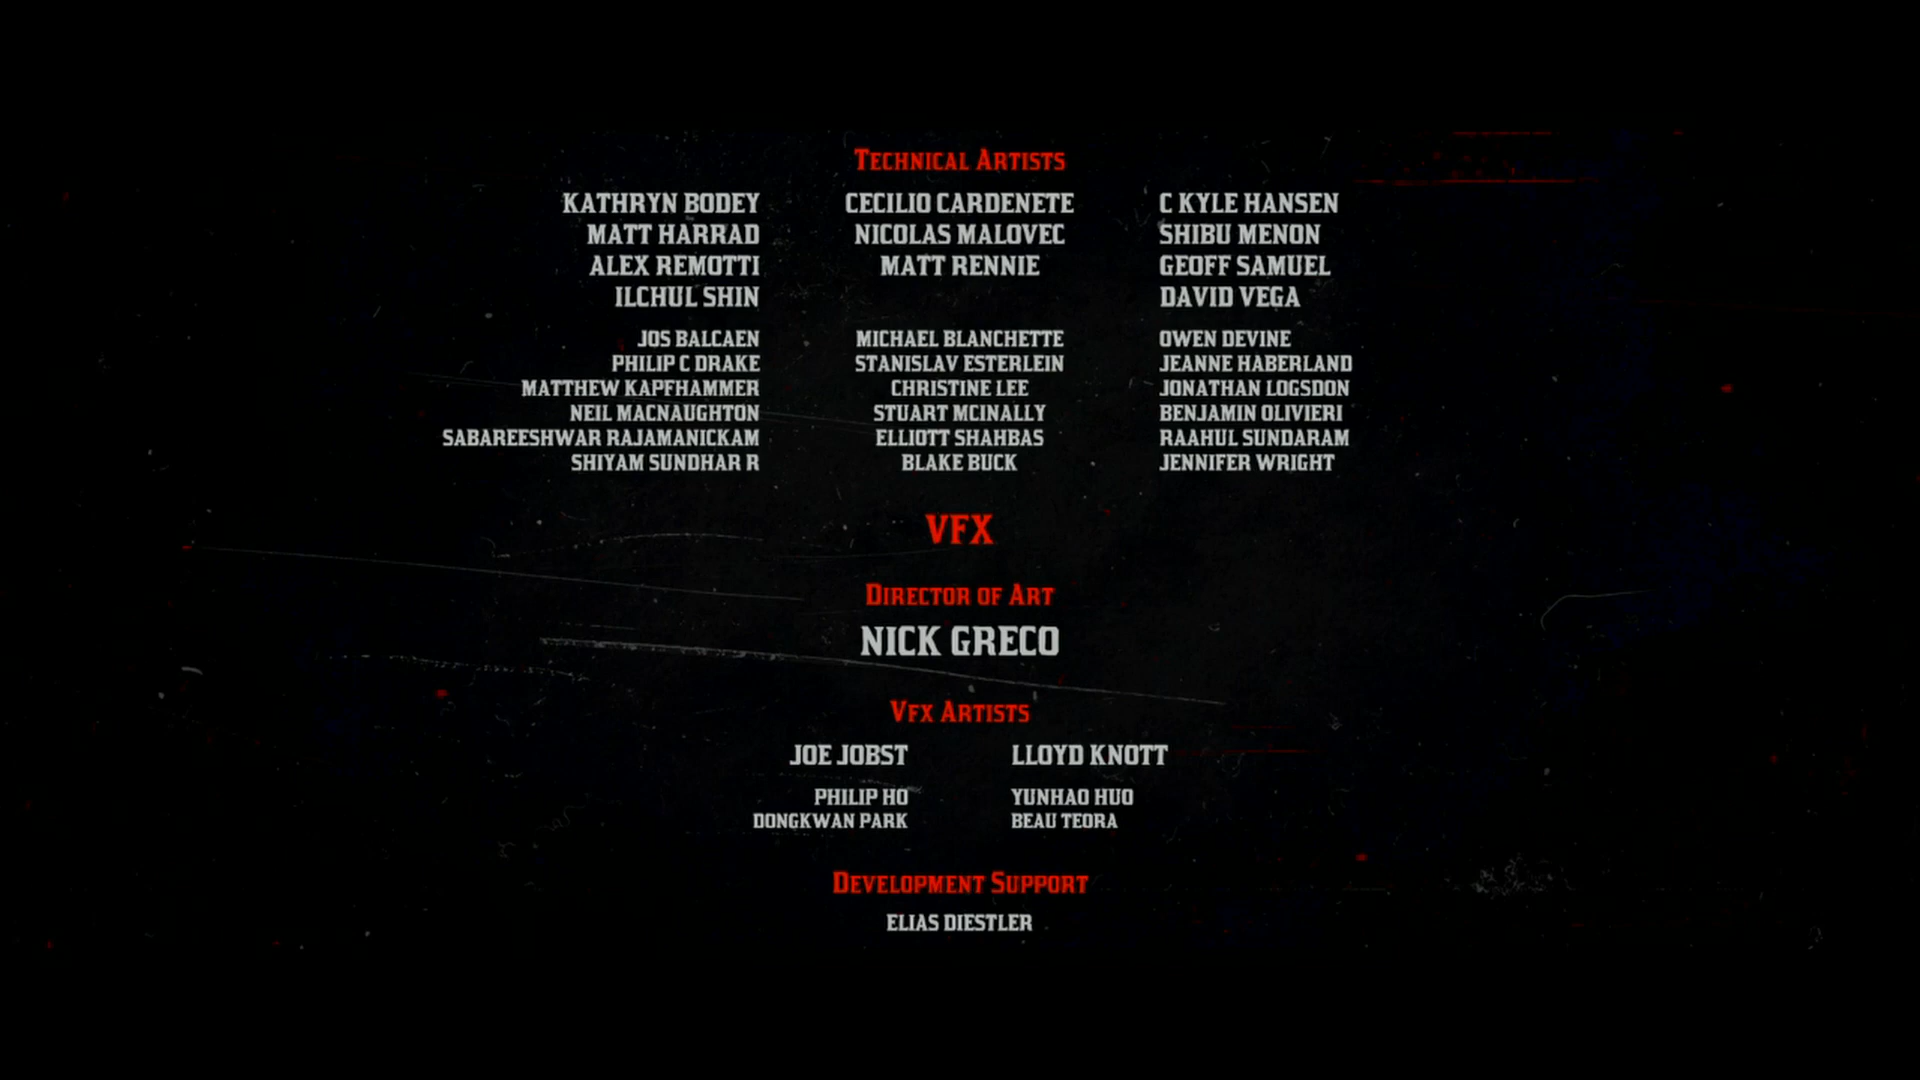 Technical Artists
KATHRYN BODEY CECILIO CARDENETE C KYLE HANSEN
MATT HARRAD NICOLAS MALOVEC SHIBU MENON
ALEX REMOTTI MATT RENNIE GEOFF SAMUEL
ILCHUL SHIN DAVID VEGA
JOS BALCAEN MICHAEL BLANCHETTE OWEN DEVINE
PHILIP C DRAKE STANISLAV ESTERLEIN JEANNE HABERLAND
MATTHEW KAPFHAMMER CHRISTINE LEE JONATHAN LOGSDON
NEIL MACNAUGHTON STUART MCINALLY BENJAMIN OLIVIERI
SABAREESHWAR RAJAMANICKAM ELLIOTT SHAHBAS RAAHUL SUNDARAM
SHIYAM SUNDHAR R BLAKE BUCK JENNIFER WRIGHT
VFX
Director of Art
NICK GRECO
Vfx Artists
JOE JOBST LLOYD KNOTT
PHILIP HO YUNHAO HUO
DONGKWAN PARK BEAU TEORA
Development Support
ELIAS DIESTLER